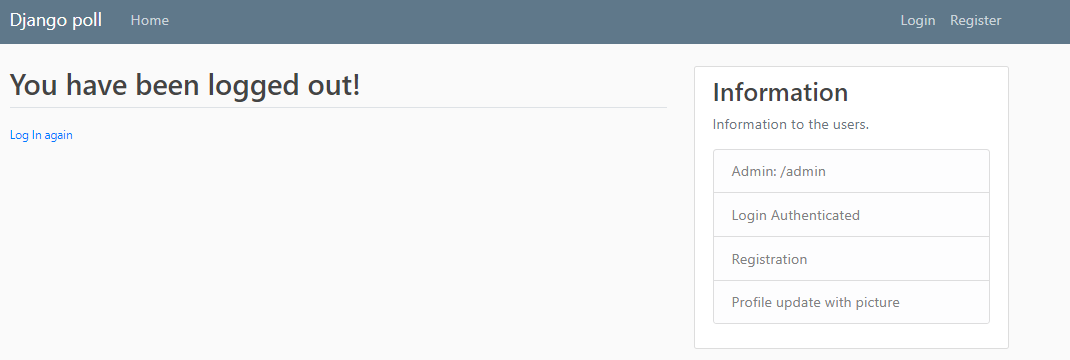 Django poll Home Login Register
You have been logged out!
Log In again
Information
Information to the users.
Admin: /admin
Login Authenticated
Registration
Profile update with picture